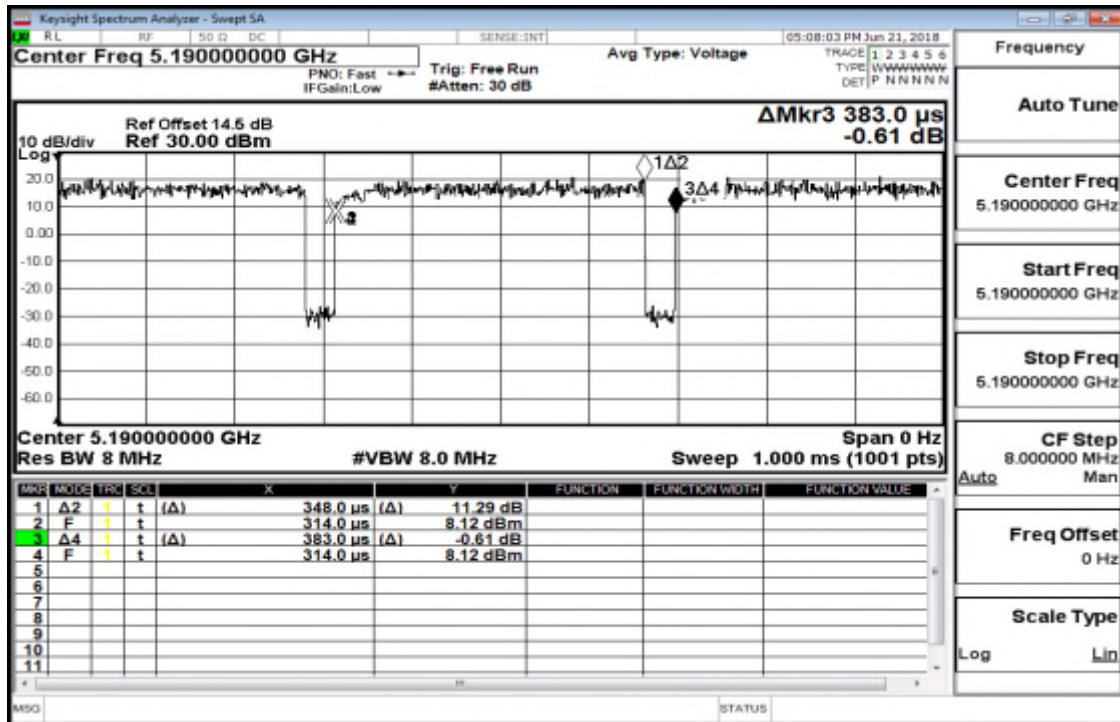 Keysight Spectrum Analyzer - Swept SA
RL RF 50 Ω DC SENSE:INT 05:08:03 PM Jun 21, 2018
Center Freq 5.190000000 GHz Avg Type: Voltage TRACE 1 2 3 4 5 6
PNO: Fast Trig: Free Run TYPE WWWWWW
IFGain:Low #Atten: 30 dB DET P N N N N N
Frequency
Auto Tune
Center Freq
5.190000000 GHz
Start Freq
5.190000000 GHz
Stop Freq
5.190000000 GHz
CF Step
8.000000 MHz
Auto Man
Freq Offset
0 Hz
Scale Type
Log Lin
ΔMkr3 383.0 µs
-0.61 dB
Ref Offset 14.5 dB
10 dB/div Ref 30.00 dBm
Log
20.0
10.0
0.00
-10.0
-20.0
-30.0
-40.0
-50.0
-60.0
1Δ2
3Δ4
Center 5.190000000 GHz Span 0 Hz
Res BW 8 MHz #VBW 8.0 MHz Sweep 1.000 ms (1001 pts)
MKR MODE TRC SCL X Y FUNCTION FUNCTION WIDTH FUNCTION VALUE
1 Δ2 1 t (Δ) 348.0 µs (Δ) 11.29 dB
2 F 1 t 314.0 µs 8.12 dBm
3 Δ4 1 t (Δ) 383.0 µs (Δ) -0.61 dB
4 F 1 t 314.0 µs 8.12 dBm
5
6
7
8
9
10
11
MSG STATUS